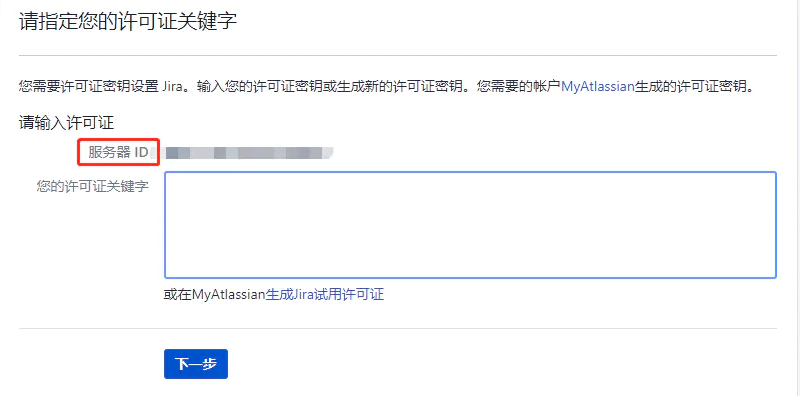 请指定您的许可证关键字
您需要许可证密钥设置 Jira。输入您的许可证密钥或生成新的许可证密钥。您需要的帐户MyAtlassian生成的许可证密钥。
请输入许可证
服务器 ID
您的许可证关键字
或在MyAtlassian生成Jira试用许可证
下一步